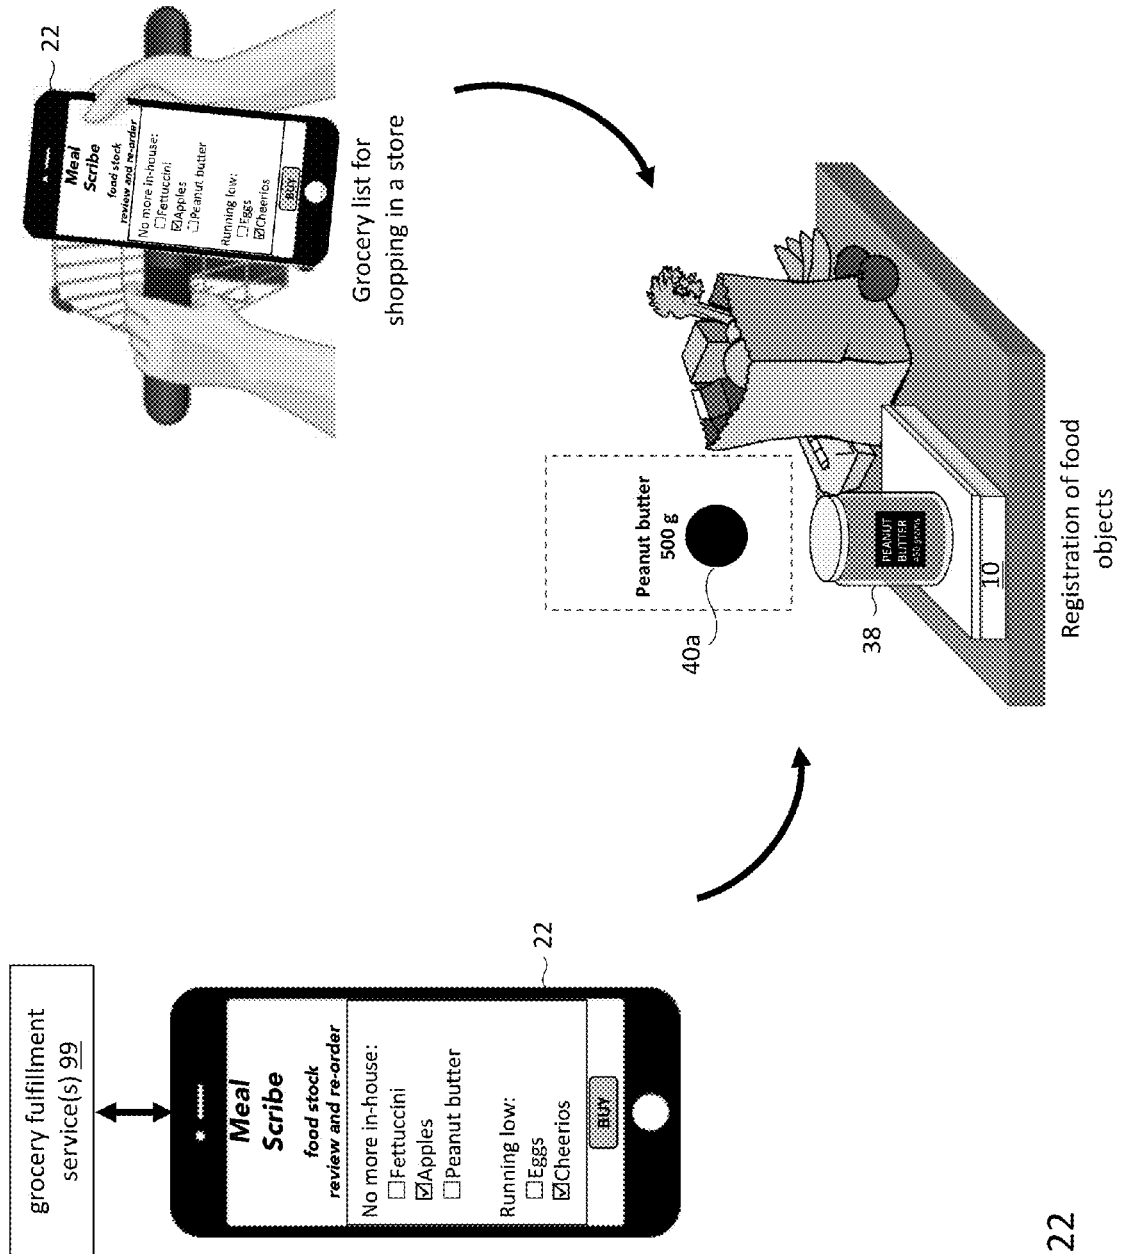 grocery fulfillment
service(s) 99
Meal
Scribe
food stock
review and re-order
No more in-house:
☐Fettuccini
☑Apples
☐Peanut butter
Running low:
☐Eggs
☑Cheerios
BUY
22
Meal
Scribe
food stock
review and re-order
No more in-house:
☐Fettuccini
☑Apples
☐Peanut butter
Running low:
☐Eggs
☑Cheerios
BUY
22
Grocery list for
shopping in a store
Peanut butter
500 g
40a
PEANUT
BUTTER
38
10
Registration of food
objects
22